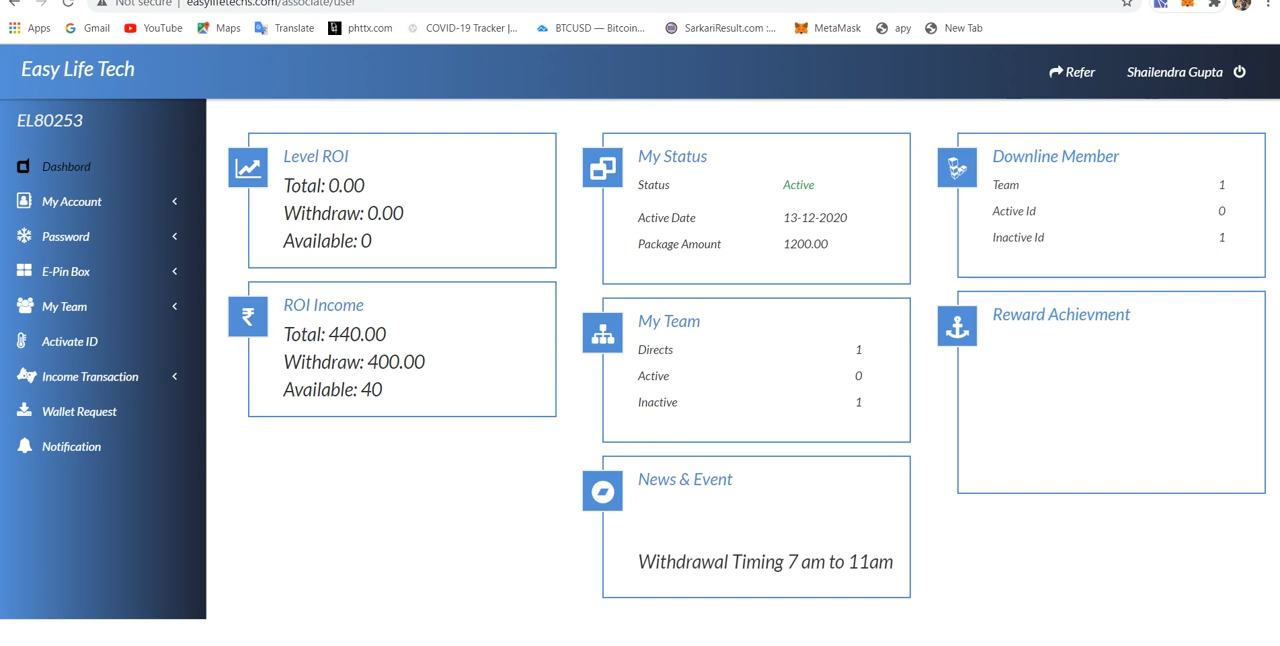 Not secure | easylifetechs.com/associate/user
Apps Gmail YouTube Maps Translate phttx.com COVID-19 Tracker |... BTCUSD — Bitcoin... SarkariResult.com :... MetaMask apy New Tab
Easy Life Tech
Refer Shailendra Gupta
EL80253
Dashbord
My Account
Password
E-Pin Box
My Team
Activate ID
Income Transaction
Wallet Request
Notification
Level ROI
Total: 0.00
Withdraw: 0.00
Available: 0
ROI Income
Total: 440.00
Withdraw: 400.00
Available: 40
My Status
Status Active
Active Date 13-12-2020
Package Amount 1200.00
My Team
Directs 1
Active 0
Inactive 1
News & Event
Withdrawal Timing 7 am to 11am
Downline Member
Team 1
Active Id 0
Inactive Id 1
Reward Achievment